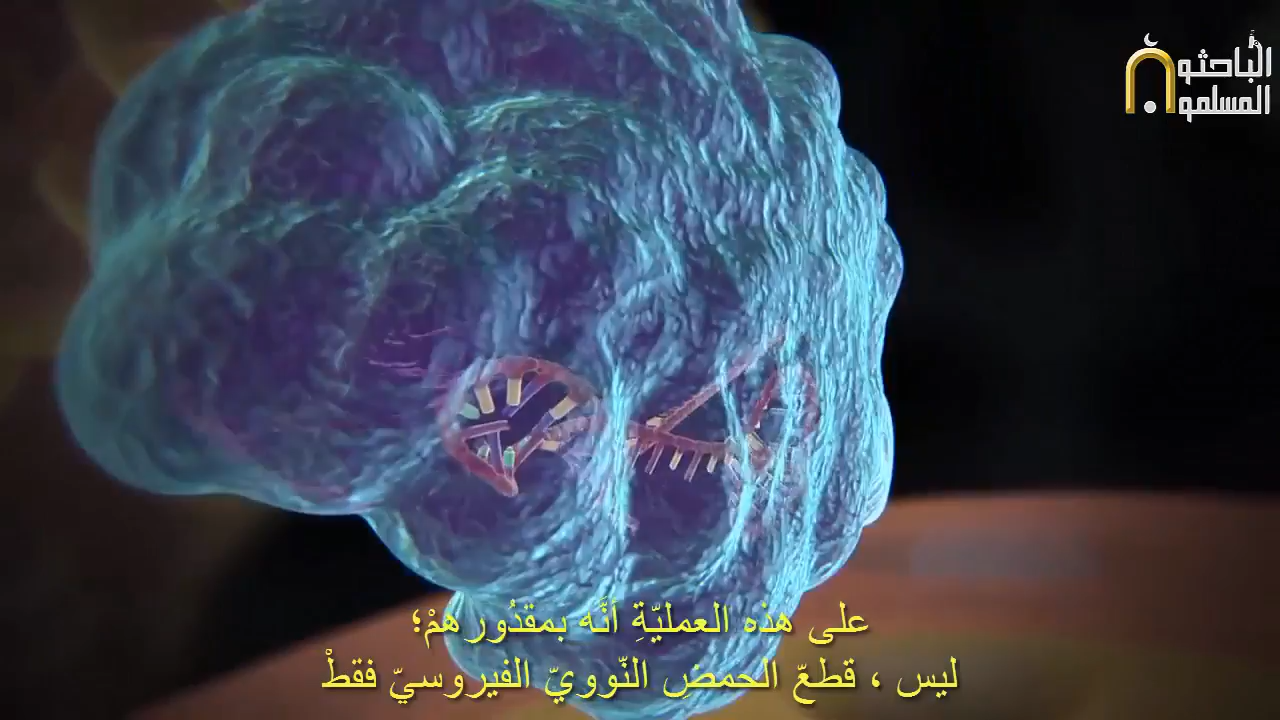 الباحثون
المسلمون
على هذه العمليّةِ أنَّه بمقدُورهمْ؛
ليس ، قطعّ الحمضِ النّوويّ الفيروسيّ فقطْ